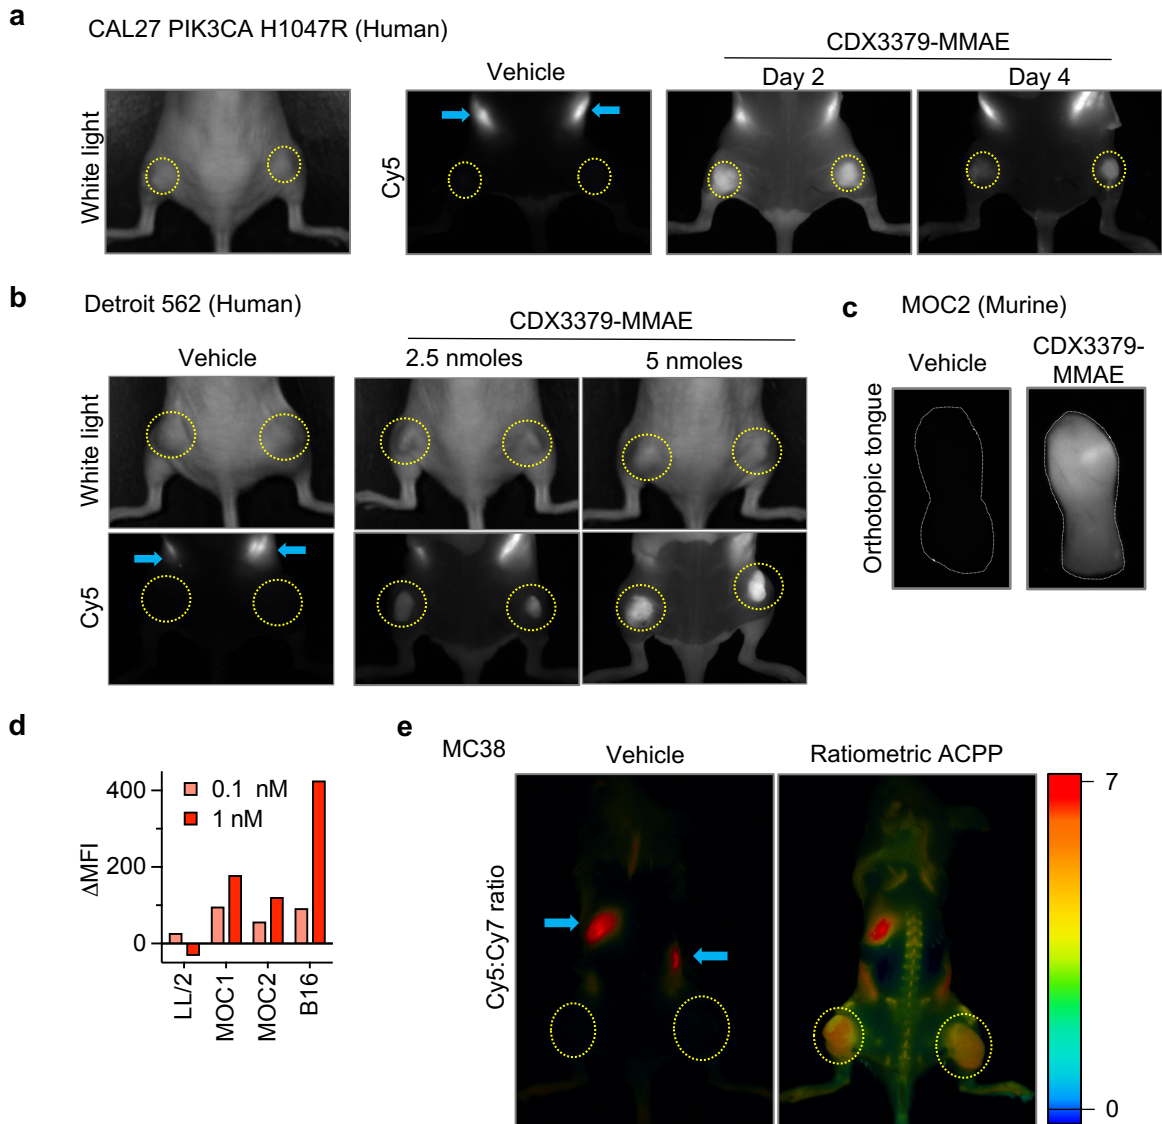 a
CAL27 PIK3CA H1047R (Human)
CDX3379-MMAE
Vehicle
Day 2
Day 4
White light
Cy5
b
Detroit 562 (Human)
CDX3379-MMAE
Vehicle
2.5 nmoles
5 nmoles
White light
Cy5
c
MOC2 (Murine)
Vehicle
CDX3379-
MMAE
Orthotopic tongue
d
400
200
0
ΔMFI
0.1 nM
1 nM
LL/2
MOC1
MOC2
B16
e
MC38
Vehicle
Ratiometric ACPP
Cy5:Cy7 ratio
7
0